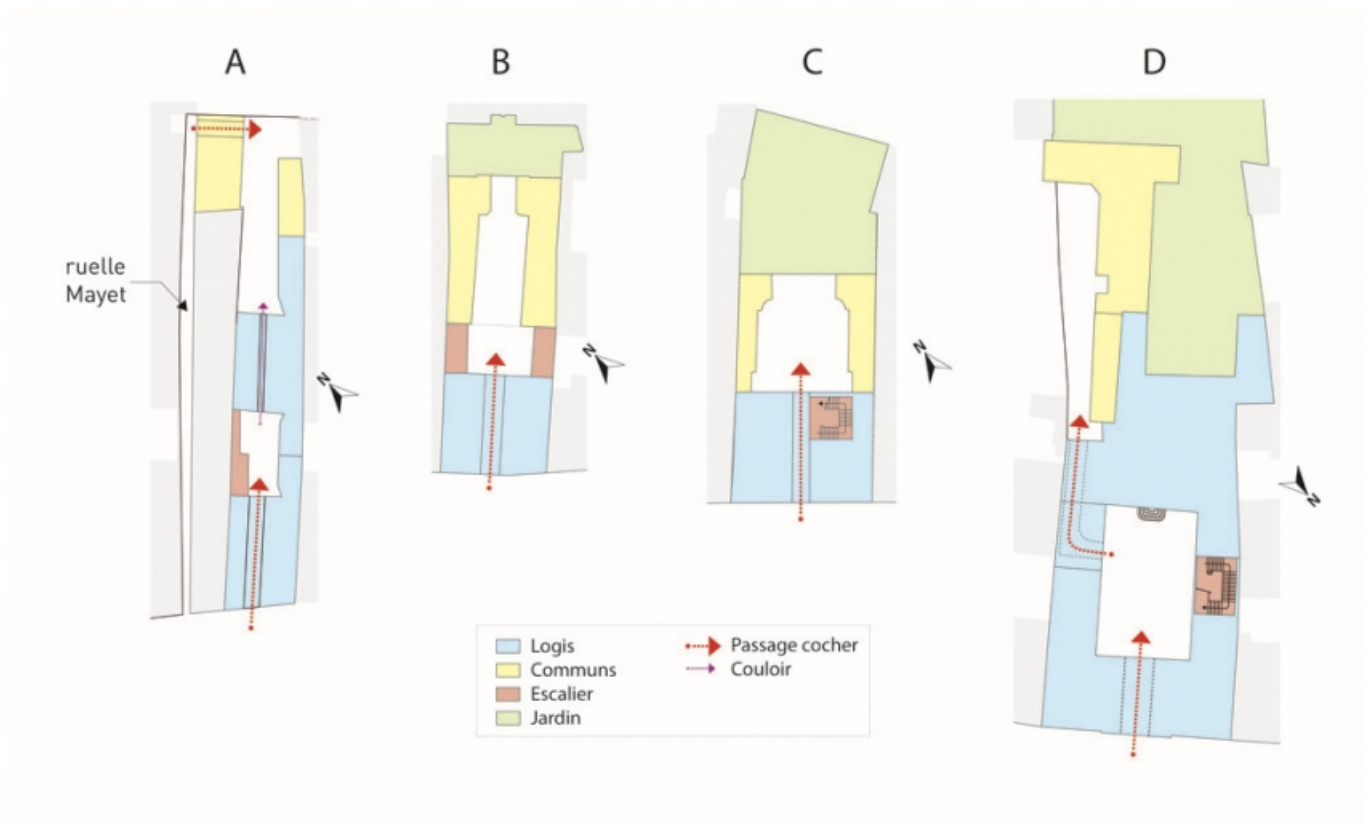 A
B
C
D
ruelle
Mayet
N
N
N
N
Logis
Communs
Escalier
Jardin
Passage cocher
Couloir